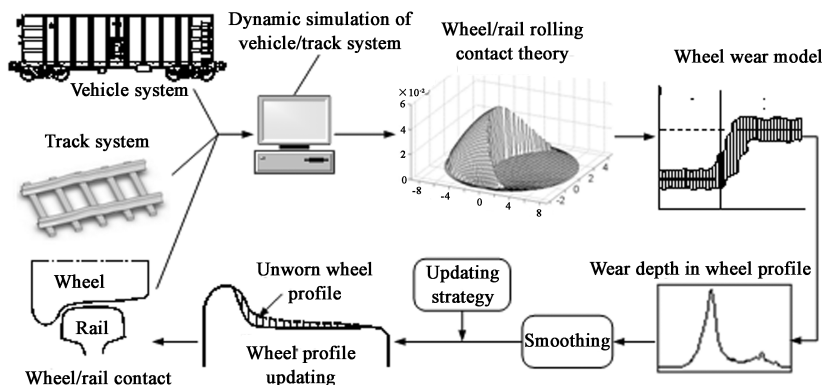 Dynamic simulation of
vehicle/track system
Wheel/rail rolling
contact theory
Wheel wear model
Vehicle system
Track system
6
4
2
0
-8
-4
0
4
8
-2
0
2
4
Wheel
Rail
Wheel/rail contact
Unworn wheel
profile
Wheel profile
updating
Updating
strategy
Smoothing
Wear depth in wheel profile